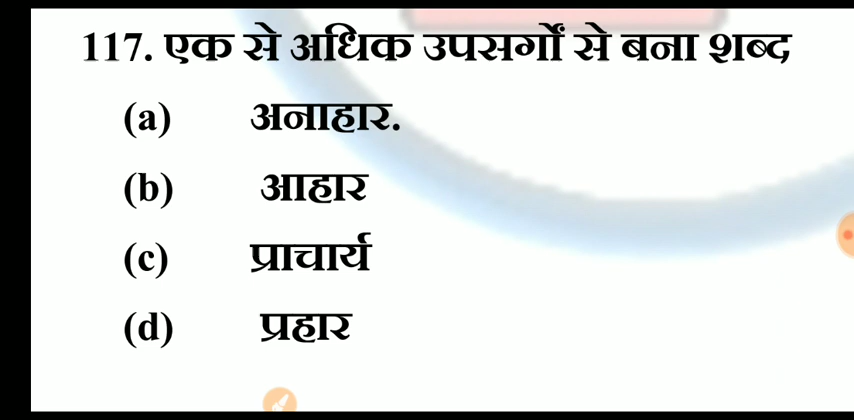 117. एक से अधिक उपसर्गों से बना शब्द
(a) अनाहार.
(b) आहार
(c) प्राचार्य
(d) प्रहार